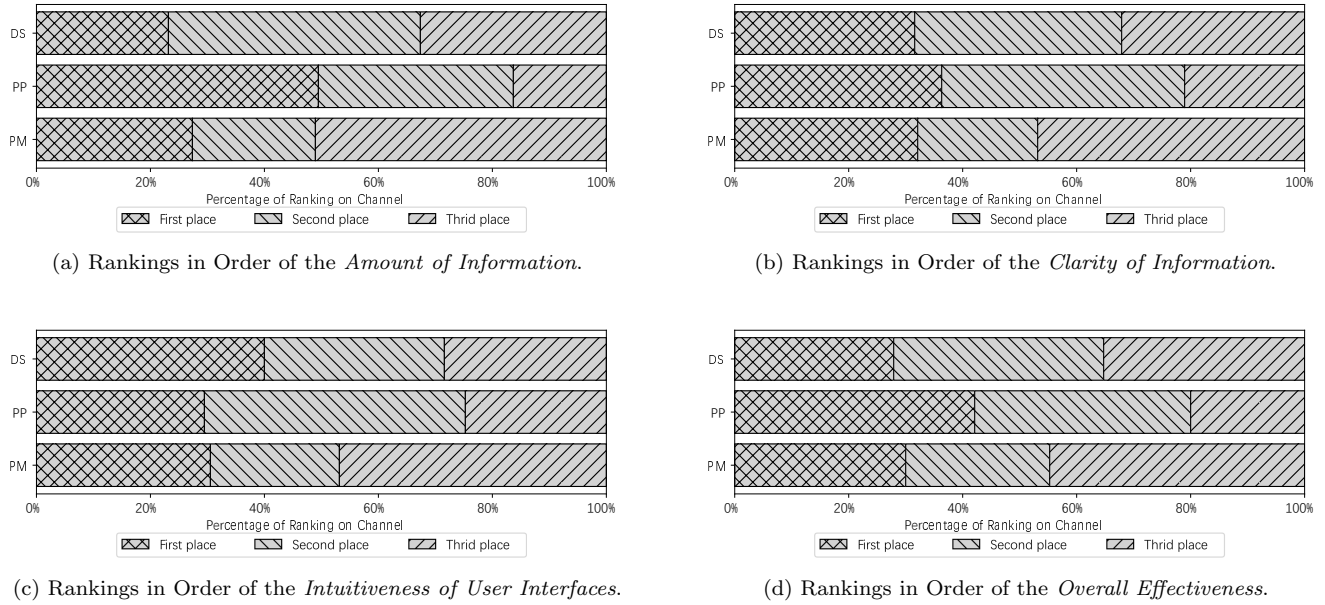 DS
PP
PM
0% 20% 40% 60% 80% 100%
Percentage of Ranking on Channel
First place Second place Thrid place
(a) Rankings in Order of the Amount of Information.
DS
PP
PM
0% 20% 40% 60% 80% 100%
Percentage of Ranking on Channel
First place Second place Thrid place
(b) Rankings in Order of the Clarity of Information.
DS
PP
PM
0% 20% 40% 60% 80% 100%
Percentage of Ranking on Channel
First place Second place Thrid place
(c) Rankings in Order of the Intuitiveness of User Interfaces.
DS
PP
PM
0% 20% 40% 60% 80% 100%
Percentage of Ranking on Channel
First place Second place Thrid place
(d) Rankings in Order of the Overall Effectiveness.